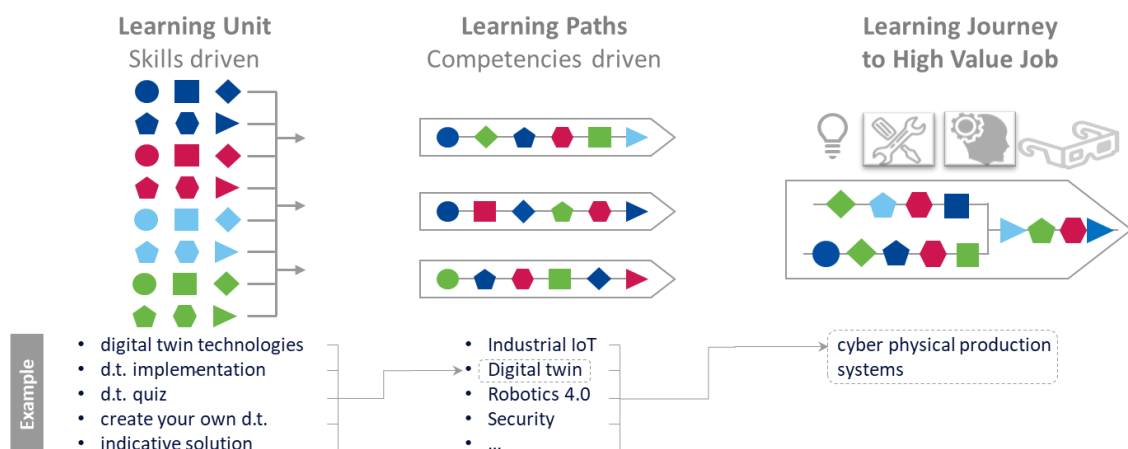 Learning Unit
Skills driven
Learning Paths
Competencies driven
Learning Journey
to High Value Job
Example
• digital twin technologies
• d.t. implementation
• d.t. quiz
• create your own d.t.
• indicative solution
• Industrial IoT
• Digital twin
• Robotics 4.0
• Security
• ...
cyber physical production
systems